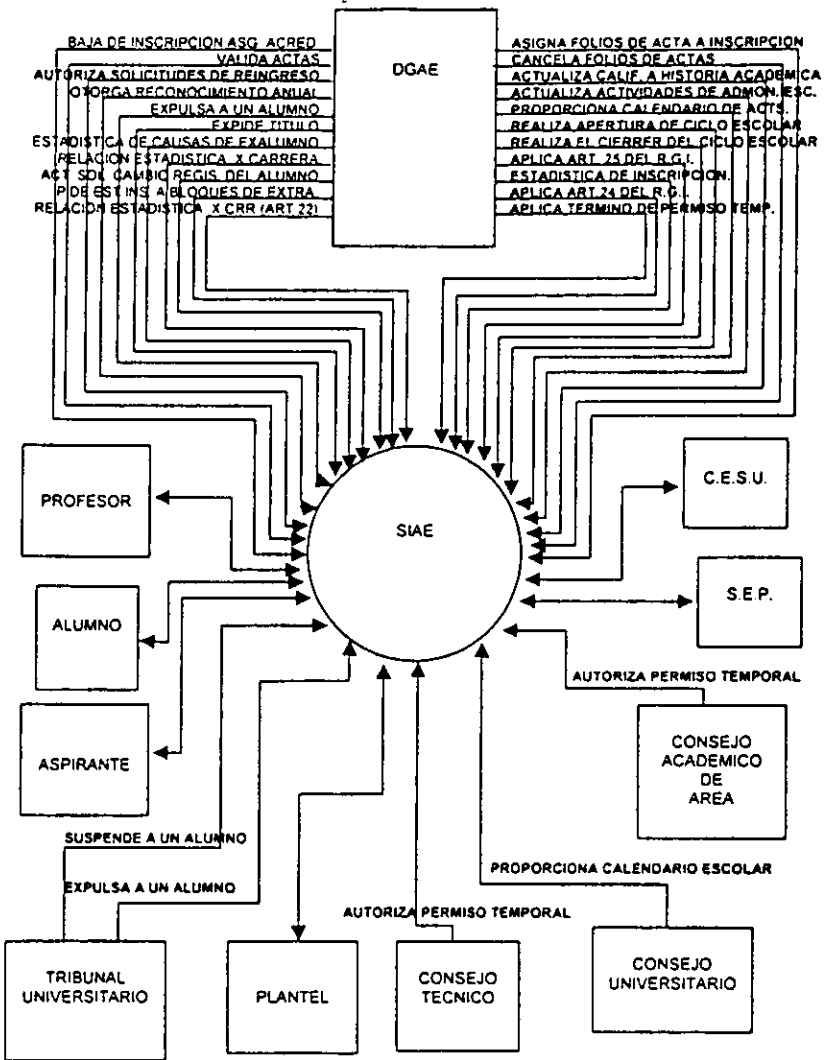 BAJA DE INSCRIPCION ASG. ACRED
VALIDA ACTAS
AUTORIZA SOLICITUDES DE REINGRESO
OTORGA RECONOCIMIENTO ANUAL
EXPULSA A UN ALUMNO
EXPIDE TITULO
ESTADISTICA DE CAUSAS DE EXALUMNO
RELACION ESTADISTICA X CARRERA
ACT. SOL. CAMBIO REGIS. DEL ALUMNO
PIDE EST INS. A BLOQUES DE EXTRA.
RELACION ESTADISTICA X CRR (ART 22)
DGAE
ASIGNA FOLIOS DE ACTA A INSCRIPCION
CANCELA FOLIOS DE ACTAS
ACTUALIZA CALIF. A HISTORIA ACADEMICA
ACTUALIZA ACTIVIDADES DE ADMON. ESC.
PROPORCIONA CALENDARIO DE ACTS.
REALIZA APERTURA DE CICLO ESCOLAR
REALIZA EL CIERRER DEL CICLO ESCOLAR
APLICA ART. 25 DEL R.G.I.
ESTADISTICA DE INSCRIPCION.
APLICA ART.24 DEL R.G.I.
APLICA TERMINO DE PERMISO TEMP.
PROFESOR
SIAE
C.E.S.U.
ALUMNO
S.E.P.
ASPIRANTE
AUTORIZA PERMISO TEMPORAL
CONSEJO
ACADEMICO
DE
AREA
SUSPENDE A UN ALUMNO
EXPULSA A UN ALUMNO
PROPORCIONA CALENDARIO ESCOLAR
AUTORIZA PERMISO TEMPORAL
TRIBUNAL
UNIVERSITARIO
PLANTEL
CONSEJO
TECNICO
CONSEJO
UNIVERSITARIO